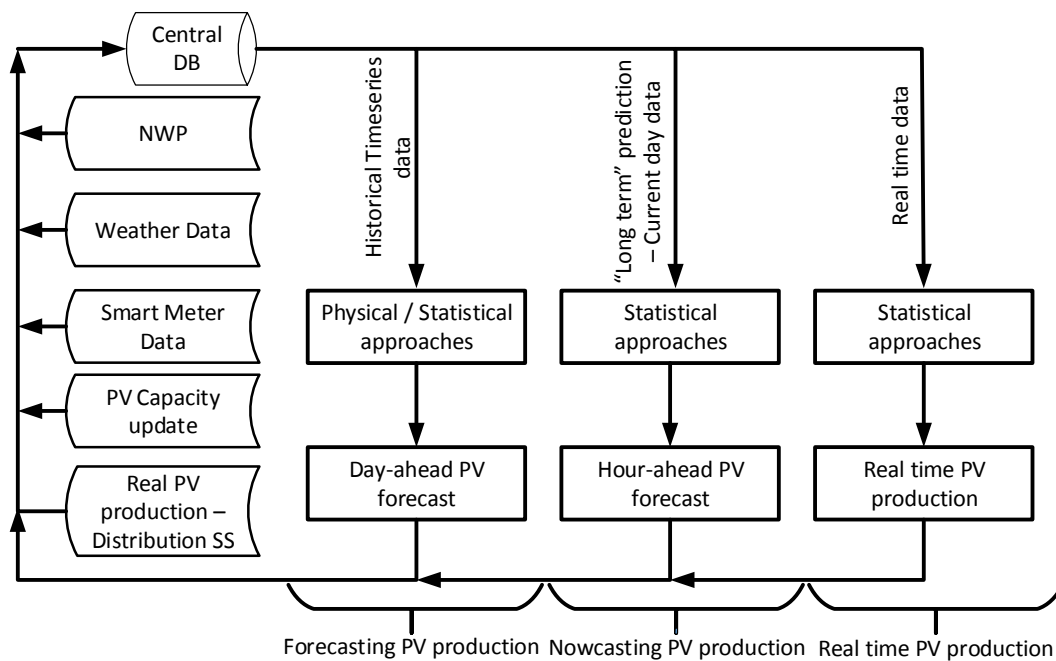 Central
DB
NWP
Weather Data
Smart Meter
Data
PV Capacity
update
Real PV
production –
Distribution SS
Historical Timeseries
data
“Long term” prediction
– Current day data
Real time data
Physical / Statistical
approaches
Statistical
approaches
Statistical
approaches
Day-ahead PV
forecast
Hour-ahead PV
forecast
Real time PV
production
Forecasting PV production
Nowcasting PV production
Real time PV production